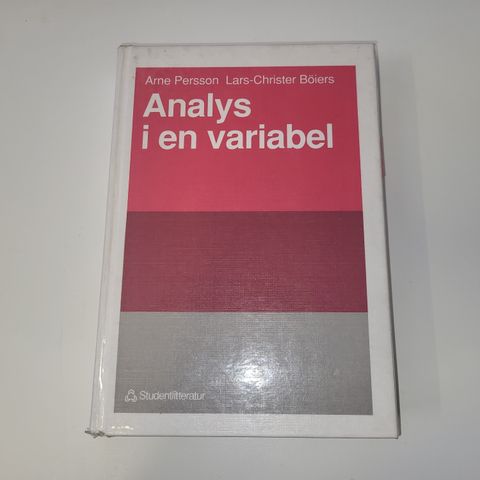 Arne Persson Lars-Christer Böiers
Analys
i en variabel
Studentlitteratur